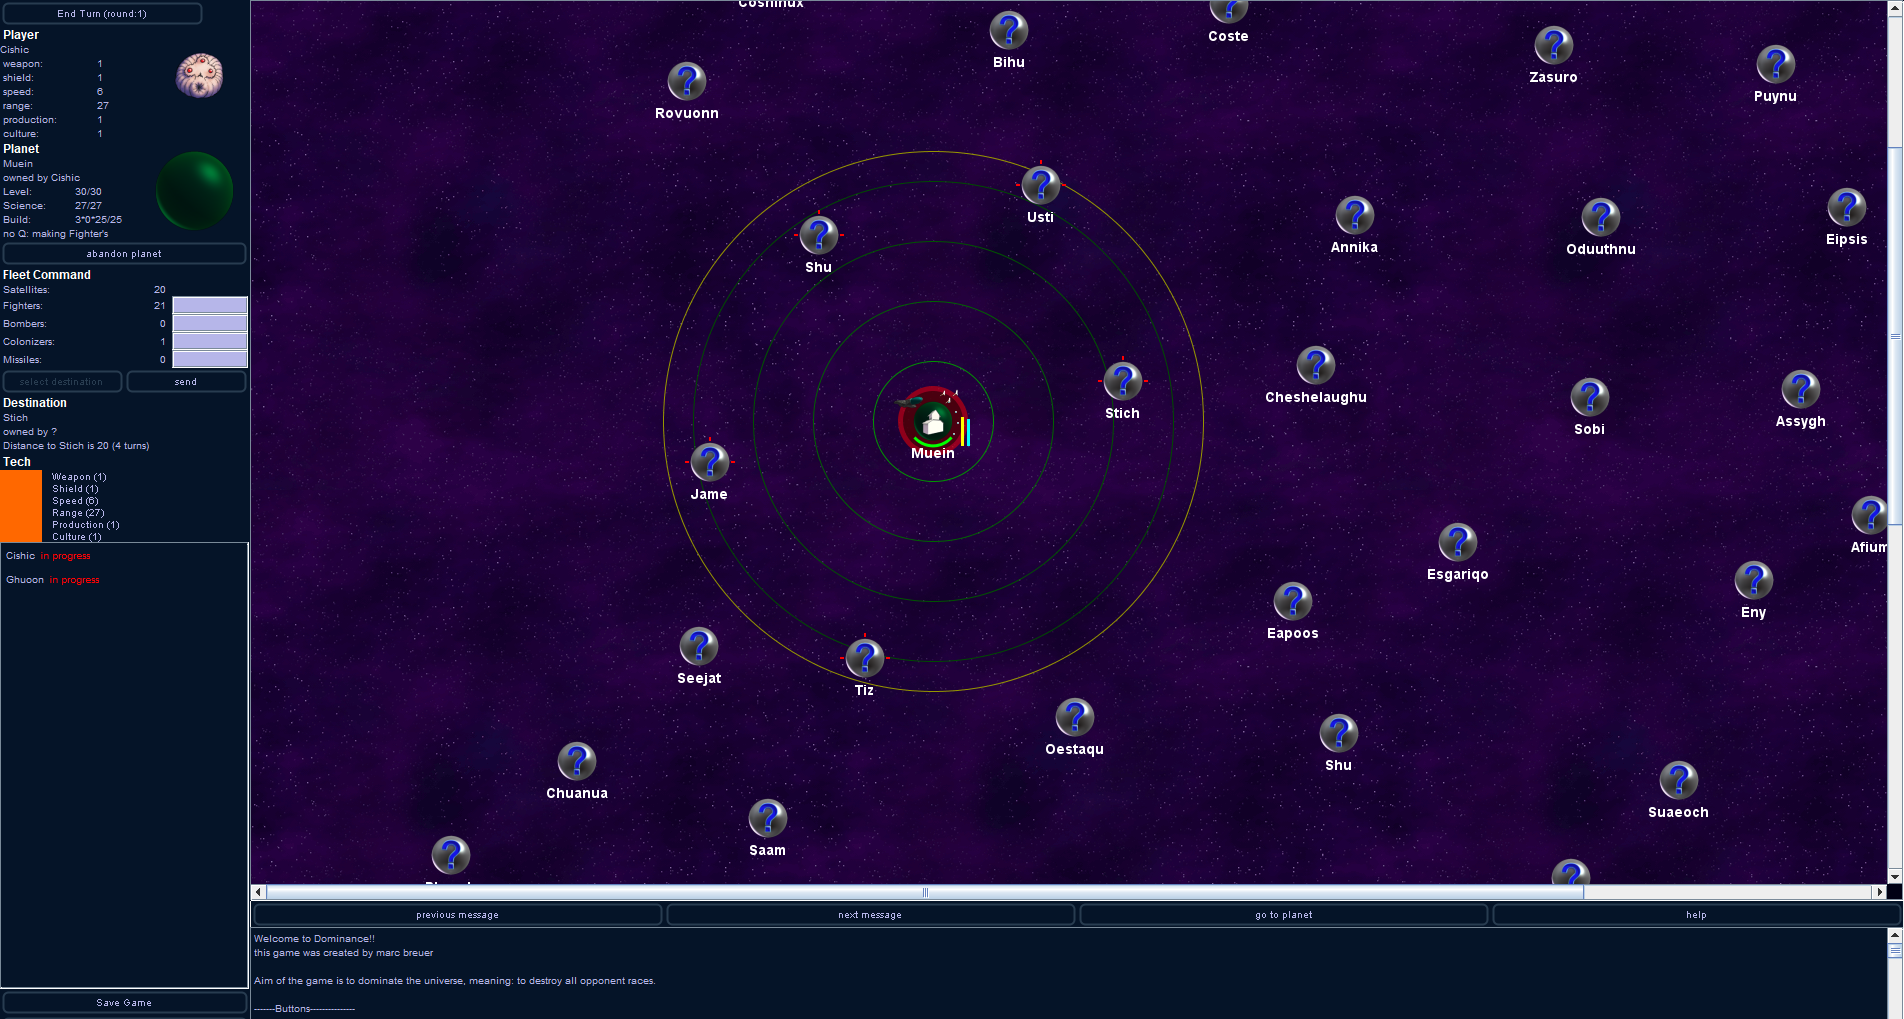 End Turn (round:1)
Player
Cishic
weapon: 1
shield: 1
speed: 6
range: 27
production: 1
culture: 1
Planet
Muein
owned by Cishic
Level: 30/30
Science: 27/27
Build: 3*0*25/25
no Q: making Fighter's
abandon planet
Fleet Command
Satellites: 20
Fighters: 21
Bombers: 0
Colonizers: 1
Missiles: 0
select destination send
Destination
Stich
owned by ?
Distance to Stich is 20 (4 turns)
Tech
Weapon (1)
Shield (1)
Speed (6)
Range (27)
Production (1)
Culture (1)
Cishic in progress
Ghuoon in progress
Save Game
Coste
Bihu
Zasuro
Puynu
Rovuonn
Usti
Eipsis
Annika
Oduuthnu
Shu
Cheshelaughu
Stich
Assygh
Sobi
Muein
Jame
Afium
Esgariqo
Eny
Eapoos
Seejat
Tiz
Oestaqu
Shu
Chuanua
Suaeoch
Saam
previous message next message go to planet help
Welcome to Dominance!!
this game was created by marc breuer
Aim of the game is to dominate the universe, meaning: to destroy all opponent races.
-------Buttons---------------